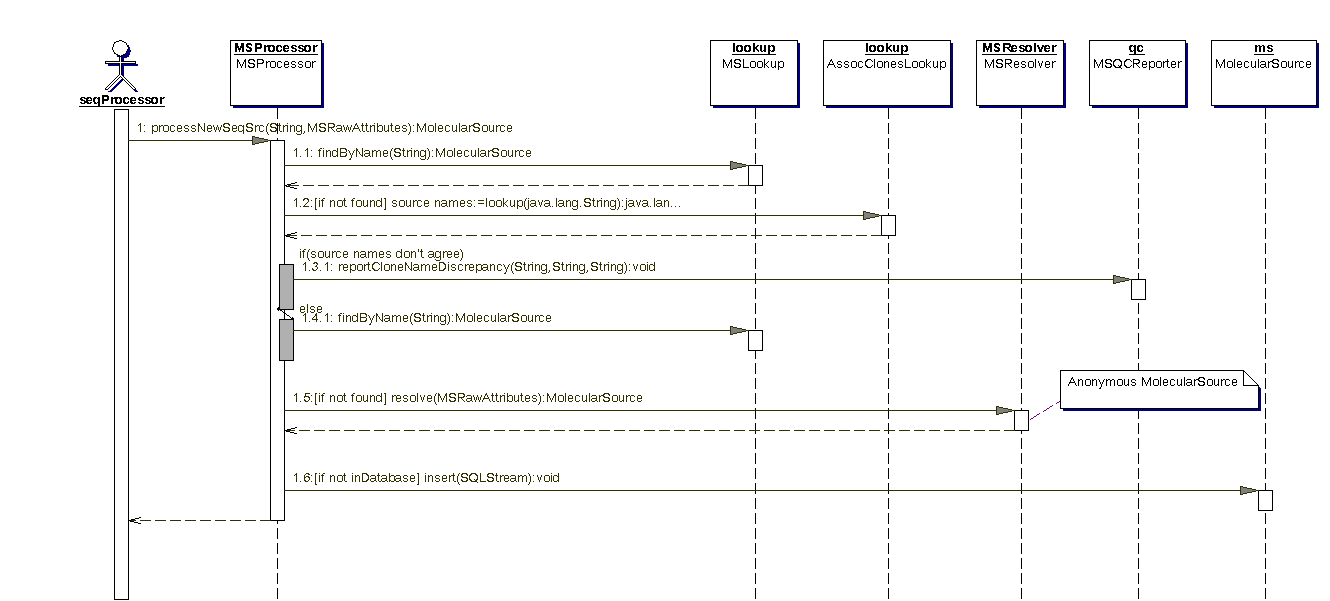 seqProcessor
MSProcessor
MSProcessor
lookup
MSLookup
lookup
AssocClonesLookup
MSResolver
MSResolver
qc
MSQCReporter
ms
MolecularSource
1: processNewSeqSrc(String,MSRawAttributes):MolecularSource
1.1: findByName(String):MolecularSource
1.2:[if not found] source names:=lookup(java.lang.String):java.lan...
if(source names don't agree)
1.3.1: reportCloneNameDiscrepancy(String,String,String):void
else
1.4.1: findByName(String):MolecularSource
Anonymous MolecularSource
1.5:[if not found] resolve(MSRawAttributes):MolecularSource
1.6:[if not inDatabase] insert(SQLStream):void